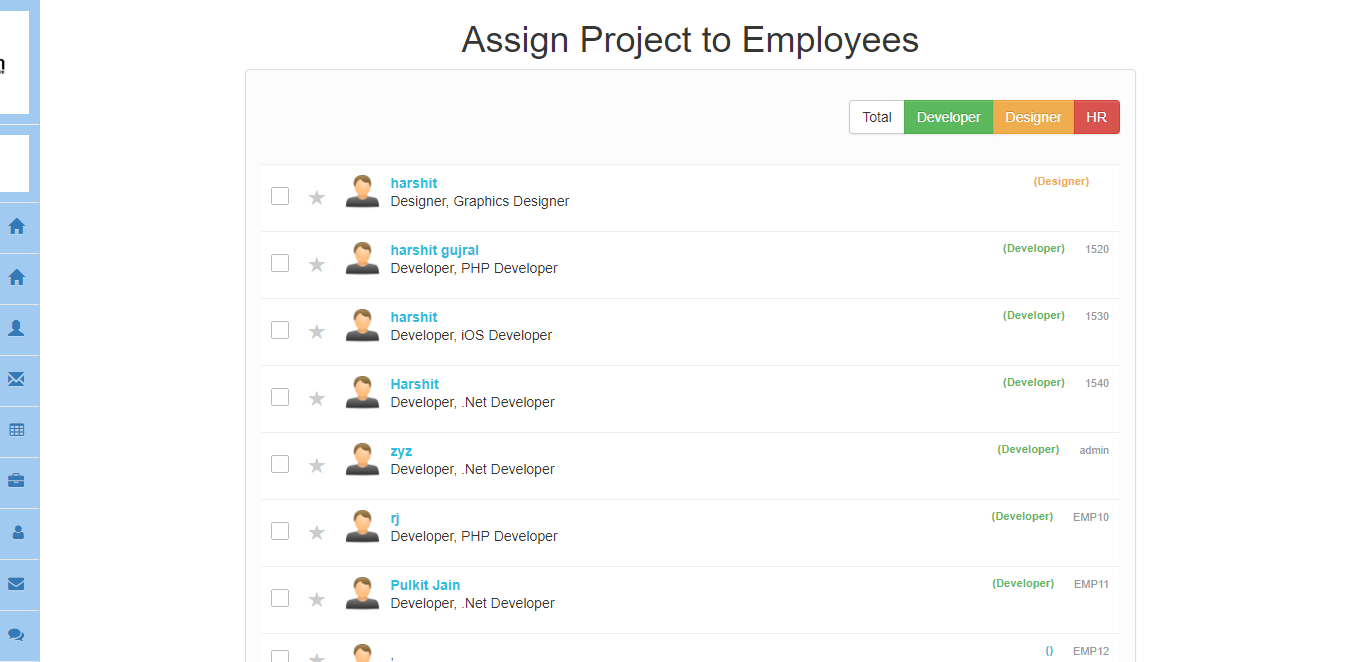 Assign Project to Employees
Total Developer Designer HR
harshit (Designer)
Designer, Graphics Designer
harshit gujral (Developer) 1520
Developer, PHP Developer
harshit (Developer) 1530
Developer, iOS Developer
Harshit (Developer) 1540
Developer, .Net Developer
zyz (Developer) admin
Developer, .Net Developer
rj (Developer) EMP10
Developer, PHP Developer
Pulkit Jain (Developer) EMP11
Developer, .Net Developer
() EMP12